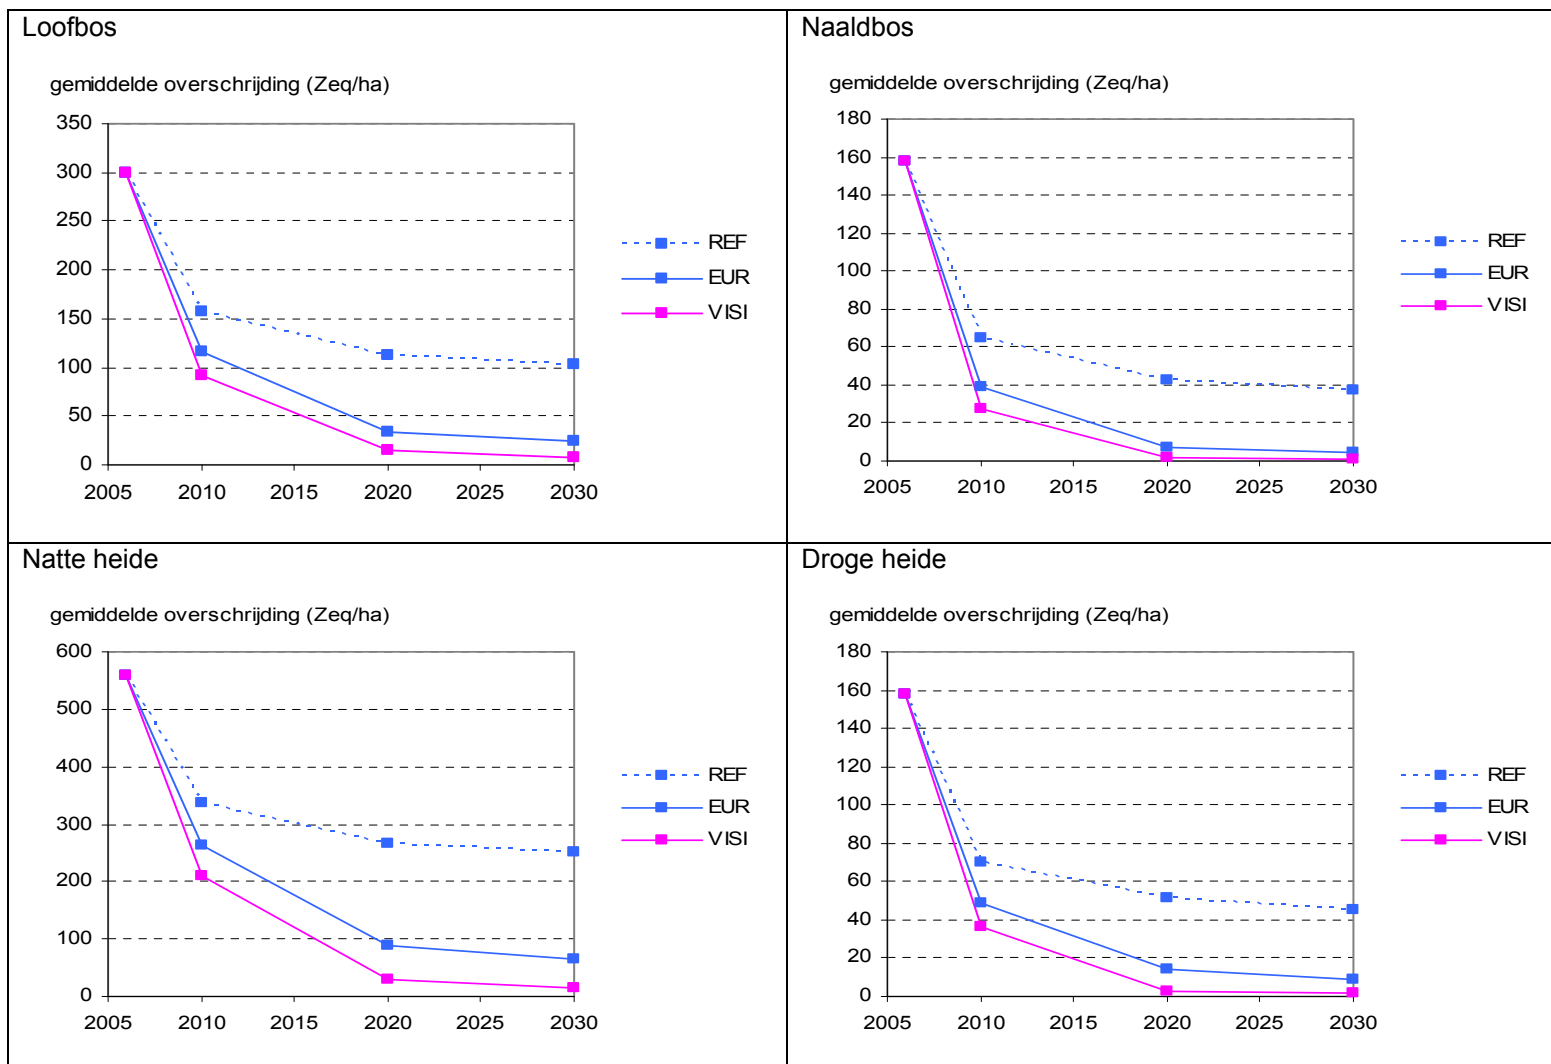 Loofbos
gemiddelde overschrijding (Zeq/ha)
350
300
250
200
150
100
50
0
2005 2010 2015 2020 2025 2030
REF
EUR
VISI
Naaldbos
gemiddelde overschrijding (Zeq/ha)
180
160
140
120
100
80
60
40
20
0
2005 2010 2015 2020 2025 2030
REF
EUR
VISI
Natte heide
gemiddelde overschrijding (Zeq/ha)
600
500
400
300
200
100
0
2005 2010 2015 2020 2025 2030
REF
EUR
VISI
Droge heide
gemiddelde overschrijding (Zeq/ha)
180
160
140
120
100
80
60
40
20
0
2005 2010 2015 2020 2025 2030
REF
EUR
VISI